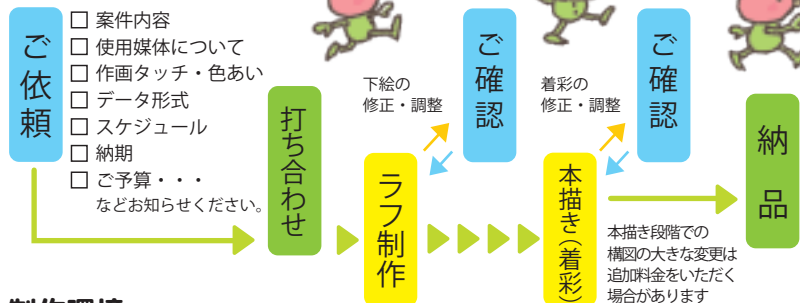 ご依頼
□ 案件内容
□ 使用媒体について
□ 作画タッチ・色あい
□ データ形式
□ スケジュール
□ 納期
□ ご予算・・・
などお知らせください。
打ち合わせ
ラフ制作
下絵の
修正・調整
ご確認
本描き（着彩）
着彩の
修正・調整
ご確認
本描き段階での
構図の大きな変更は
追加料金をいただく
場合があります
納品